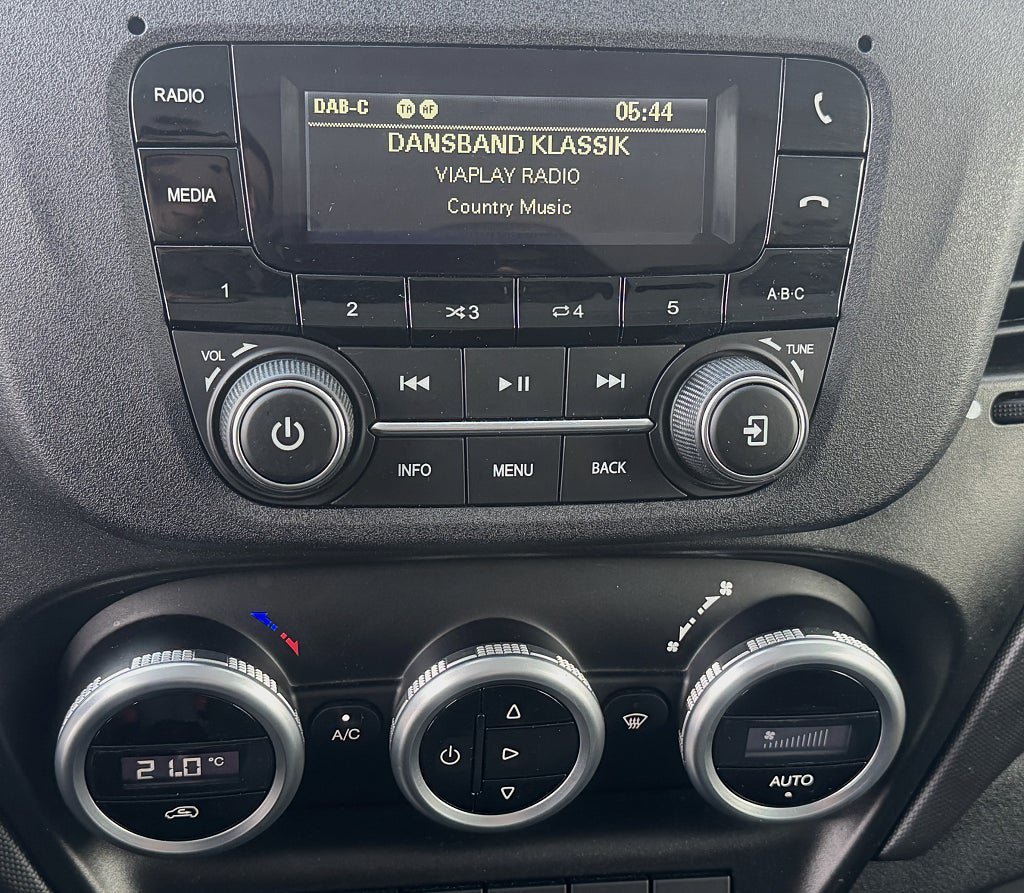 RADIO
DAB-C TA AF 05:44
DANSBAND KLASSIK
VIAPLAY RADIO
Country Music
MEDIA
1
2
3
4
5
A·B·C
VOL
TUNE
INFO
MENU
BACK
A/C
21.0 °C
AUTO